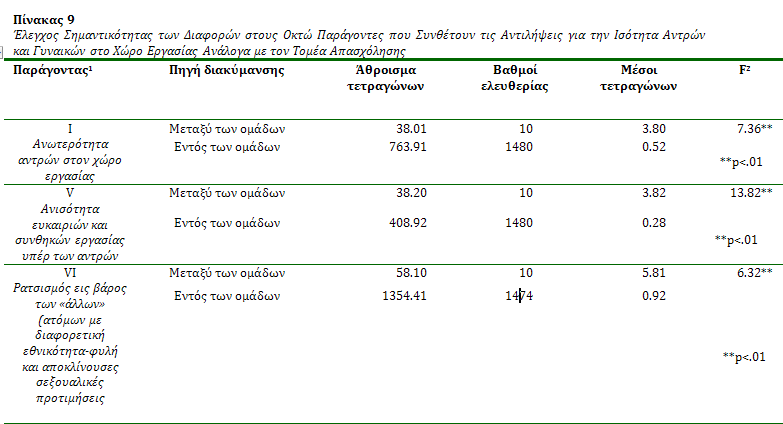 Πίνακας 9
Έλεγχος Σημαντικότητας των Διαφορών στους Οκτώ Παράγοντες που Συνθέτουν τις Αντιλήψεις για την Ισότητα Αντρών
και Γυναικών στο Χώρο Εργασίας Ανάλογα με τον Τομέα Απασχόλησης
Παράγοντας¹ Πηγή διακύμανσης Άθροισμα Βαθμοί Μέσοι F²
τετραγώνων ελευθερίας τετραγώνων
I Μεταξύ των ομάδων 38.01 10 3.80 7.36**
Ανωτερότητα Εντός των ομάδων 763.91 1480 0.52
αντρών στον χώρο **p<.01
εργασίας
V Μεταξύ των ομάδων 38.20 10 3.82 13.82**
Ανισότητα
ευκαιριών και Εντός των ομάδων 408.92 1480 0.28
συνθηκών εργασίας **p<.01
υπέρ των αντρών
VI Μεταξύ των ομάδων 58.10 10 5.81 6.32**
Ρατσισμός εις βάρος
των «άλλων» Εντός των ομάδων 1354.41 1474 0.92
(ατόμων με
διαφορετική
εθνικότητα-φυλή **p<.01
και αποκλίνουσες
σεξουαλικές
προτιμήσεις